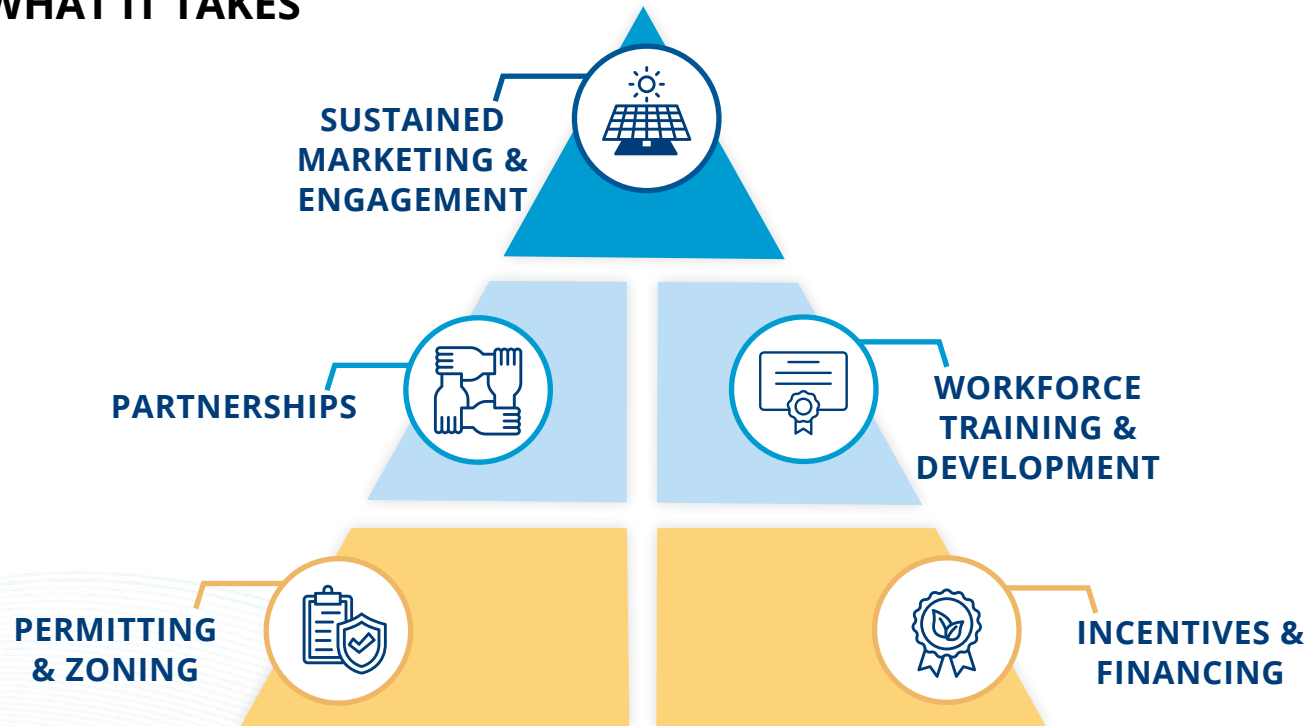 WHAT IT TAKES
SUSTAINED
MARKETING &
ENGAGEMENT
PARTNERSHIPS
WORKFORCE
TRAINING &
DEVELOPMENT
PERMITTING
& ZONING
INCENTIVES &
FINANCING